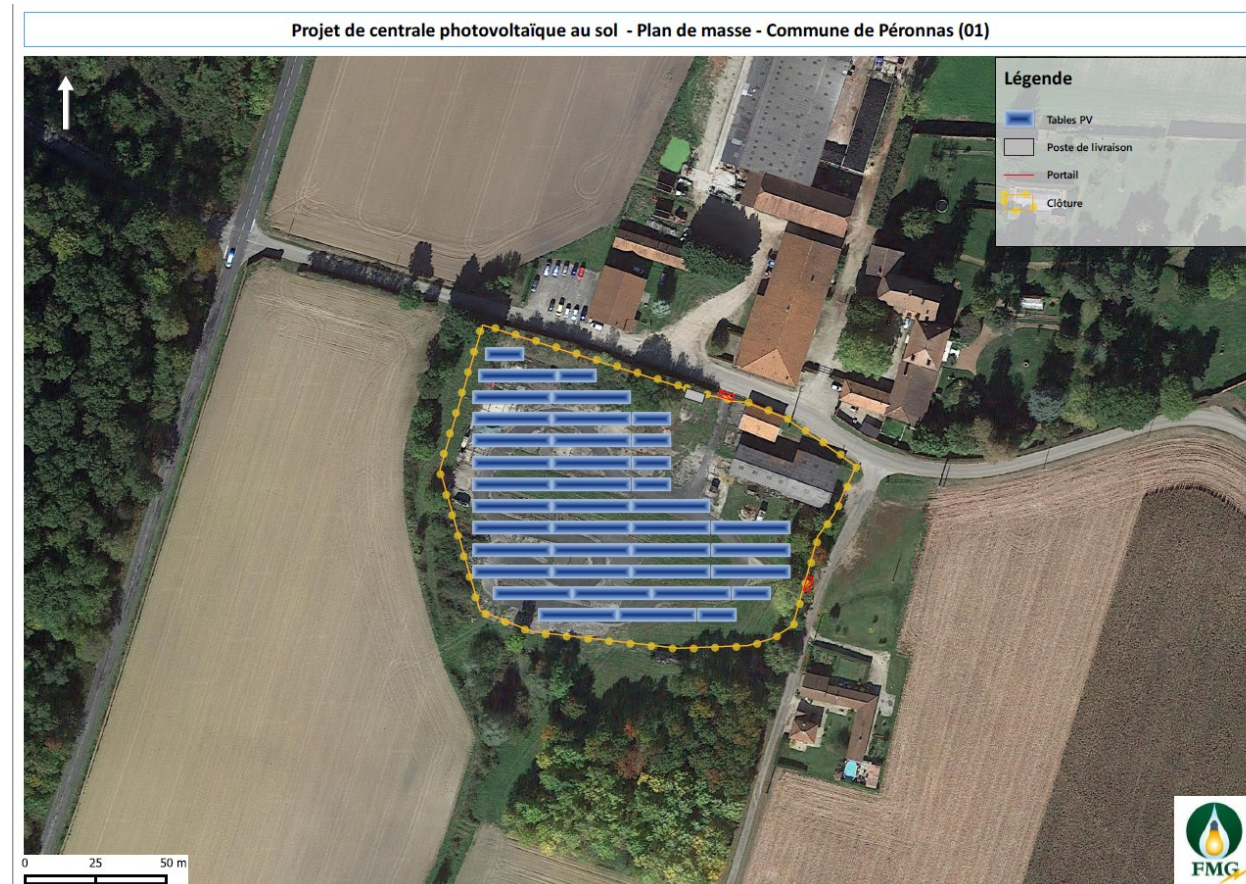 Projet de centrale photovoltaïque au sol - Plan de masse - Commune de Péronnas (01)
Légende
Tables PV
Poste de livraison
Portail
Clôture
0 25 50 m
FMG